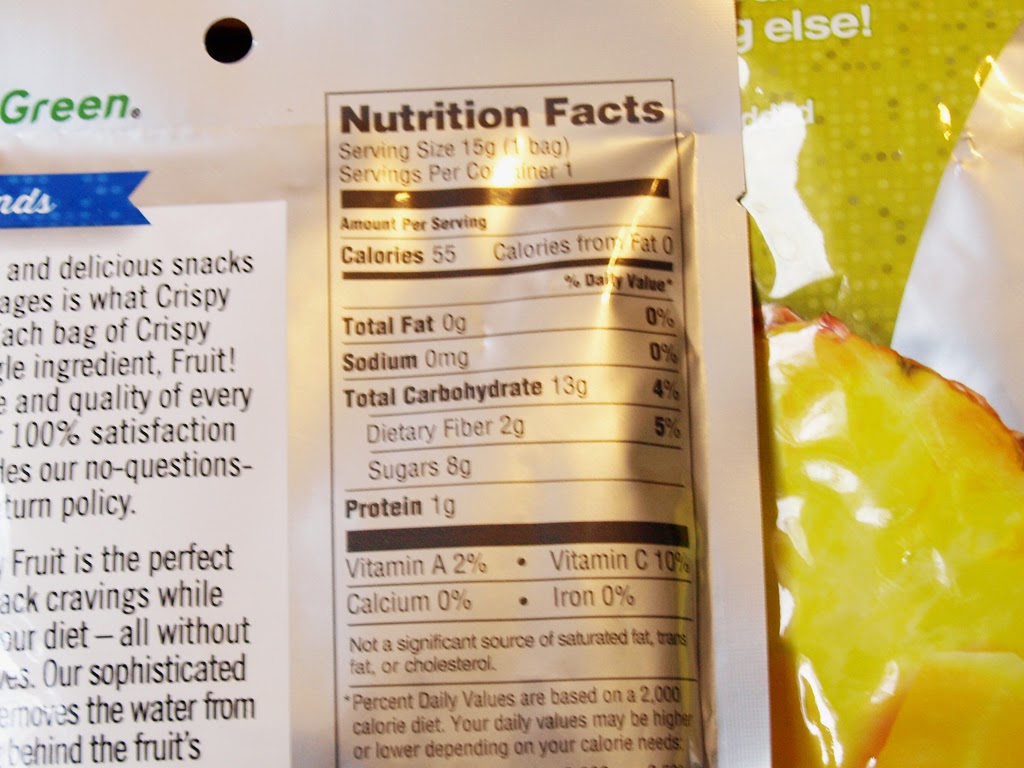 g else!
Green®
nds
and delicious snacks
ages is what Crispy
ach bag of Crispy
gle ingredient, Fruit!
e and quality of every
100% satisfaction
des our no-questions-
turn policy.
Fruit is the perfect
ack cravings while
our diet – all without
ves. Our sophisticated
emoves the water from
behind the fruit's
Nutrition Facts
Serving Size 15g (1 bag)
Servings Per Container 1
Amount Per Serving
Calories 55 Calories from Fat 0
% Daily Value*
Total Fat 0g 0%
Sodium 0mg 0%
Total Carbohydrate 13g 4%
Dietary Fiber 2g 5%
Sugars 8g
Protein 1g
Vitamin A 2% • Vitamin C 10%
Calcium 0% • Iron 0%
Not a significant source of saturated fat, trans
fat, or cholesterol.
*Percent Daily Values are based on a 2,000
calorie diet. Your daily values may be higher
or lower depending on your calorie needs: